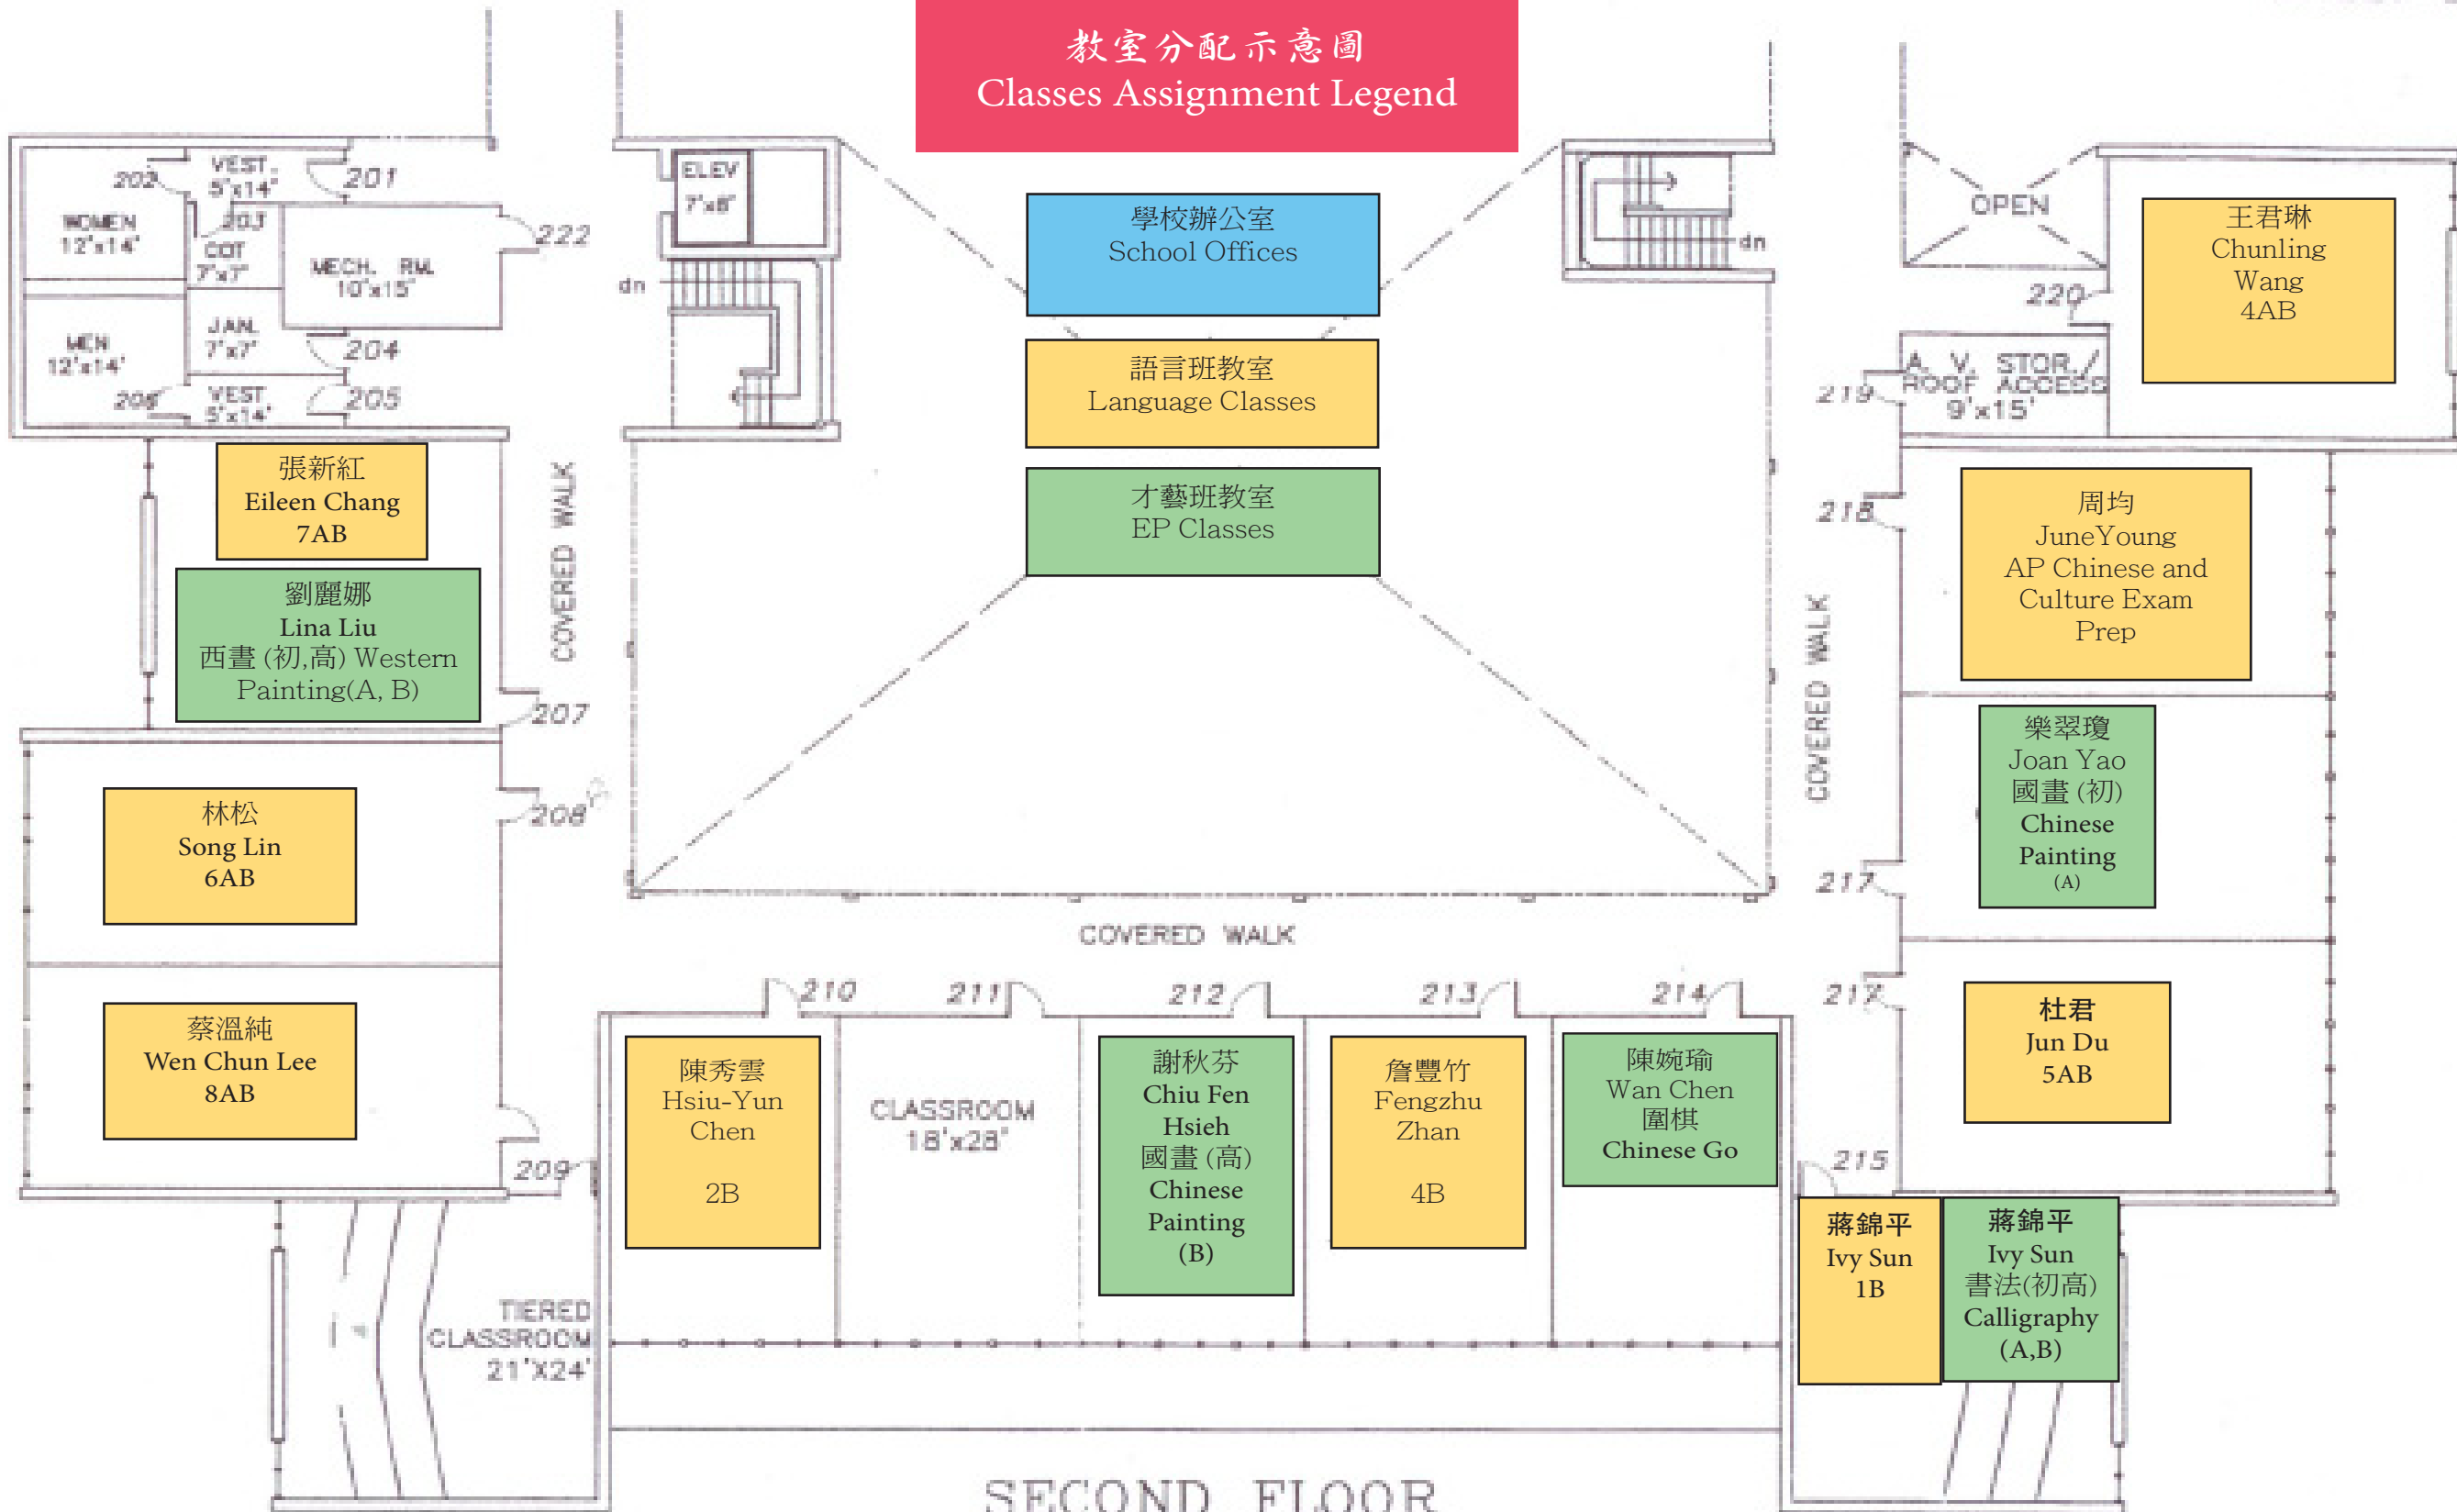 教室分配示意圖
Classes Assignment Legend
學校辦公室
School Offices
語言班教室
Language Classes
才藝班教室
EP Classes
VEST.
5'x14'
201
202
WOMEN
12'x14'
203
COT
7'x7'
MECH. RM.
10'x15'
222
MEN
12'x14'
JAN.
7'x7'
204
VEST
5'x14'
205
206
ELEV
7'x8'
dn
dn
OPEN
220
A. V. STOR./
ROOF ACCESS
9'x15'
219
王君琳
Chunling
Wang
4AB
張新紅
Eileen Chang
7AB
劉麗娜
Lina Liu
西畫 (初,高) Western
Painting(A, B)
207
COVERED WALK
208
林松
Song Lin
6AB
蔡溫純
Wen Chun Lee
8AB
209
218
周均
JuneYoung
AP Chinese and
Culture Exam
Prep
COVERED WALK
樂翠瓊
Joan Yao
國畫 (初)
Chinese
Painting
(A)
217
COVERED WALK
217
杜君
Jun Du
5AB
210
211
212
213
214
215
陳秀雲
Hsiu-Yun
Chen
2B
CLASSROOM
18'x28'
謝秋芬
Chiu Fen
Hsieh
國畫 (高)
Chinese
Painting
(B)
詹豐竹
Fengzhu
Zhan
4B
陳婉瑜
Wan Chen
圍棋
Chinese Go
蔣錦平
Ivy Sun
1B
蔣錦平
Ivy Sun
書法(初高)
Calligraphy
(A,B)
TIERED
CLASSROOM
21'X24'
SECOND FLOOR